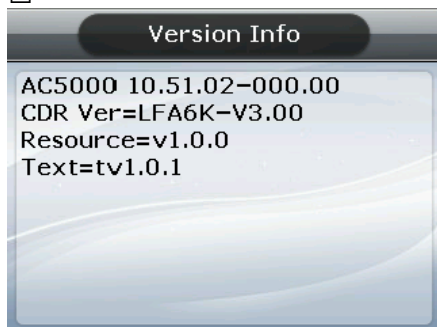 Version Info
AC5000 10.51.02-000.00
CDR Ver=LFA6K-V3.00
Resource=v1.0.0
Text=tv1.0.1